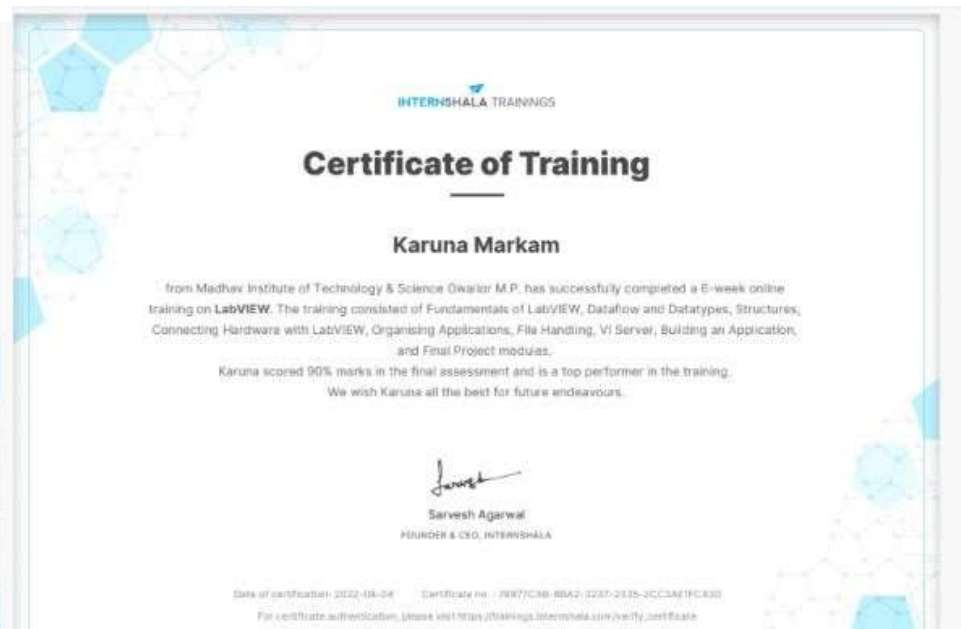 INTERNSHALA TRAININGS
Certificate of Training
Karuna Markam
from Madhav Institute of Technology & Science Gwalior M.P. has successfully completed a 6-week online
training on LabVIEW. The training consisted of Fundamentals of LabVIEW, Dataflow and Datatypes, Structures,
Connecting Hardware with LabVIEW, Organising Applications, File Handling, VI Server, Building an Application,
and Final Project modules.
Karuna scored 90% marks in the final assessment and is a top performer in the training.
We wish Karuna all the best for future endeavours.
Sarvesh Agarwal
FOUNDER & CEO, INTERNSHALA
Date of certification: Certificate no. :
For certificate authentication, please visit https://trainings.internshala.com/verify_certificate